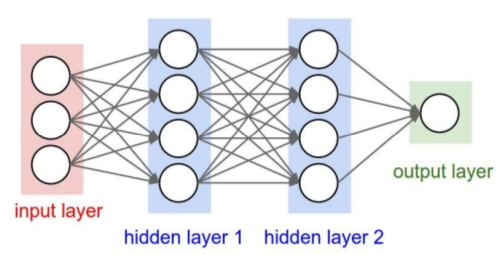 input layer
hidden layer 1
hidden layer 2
output layer